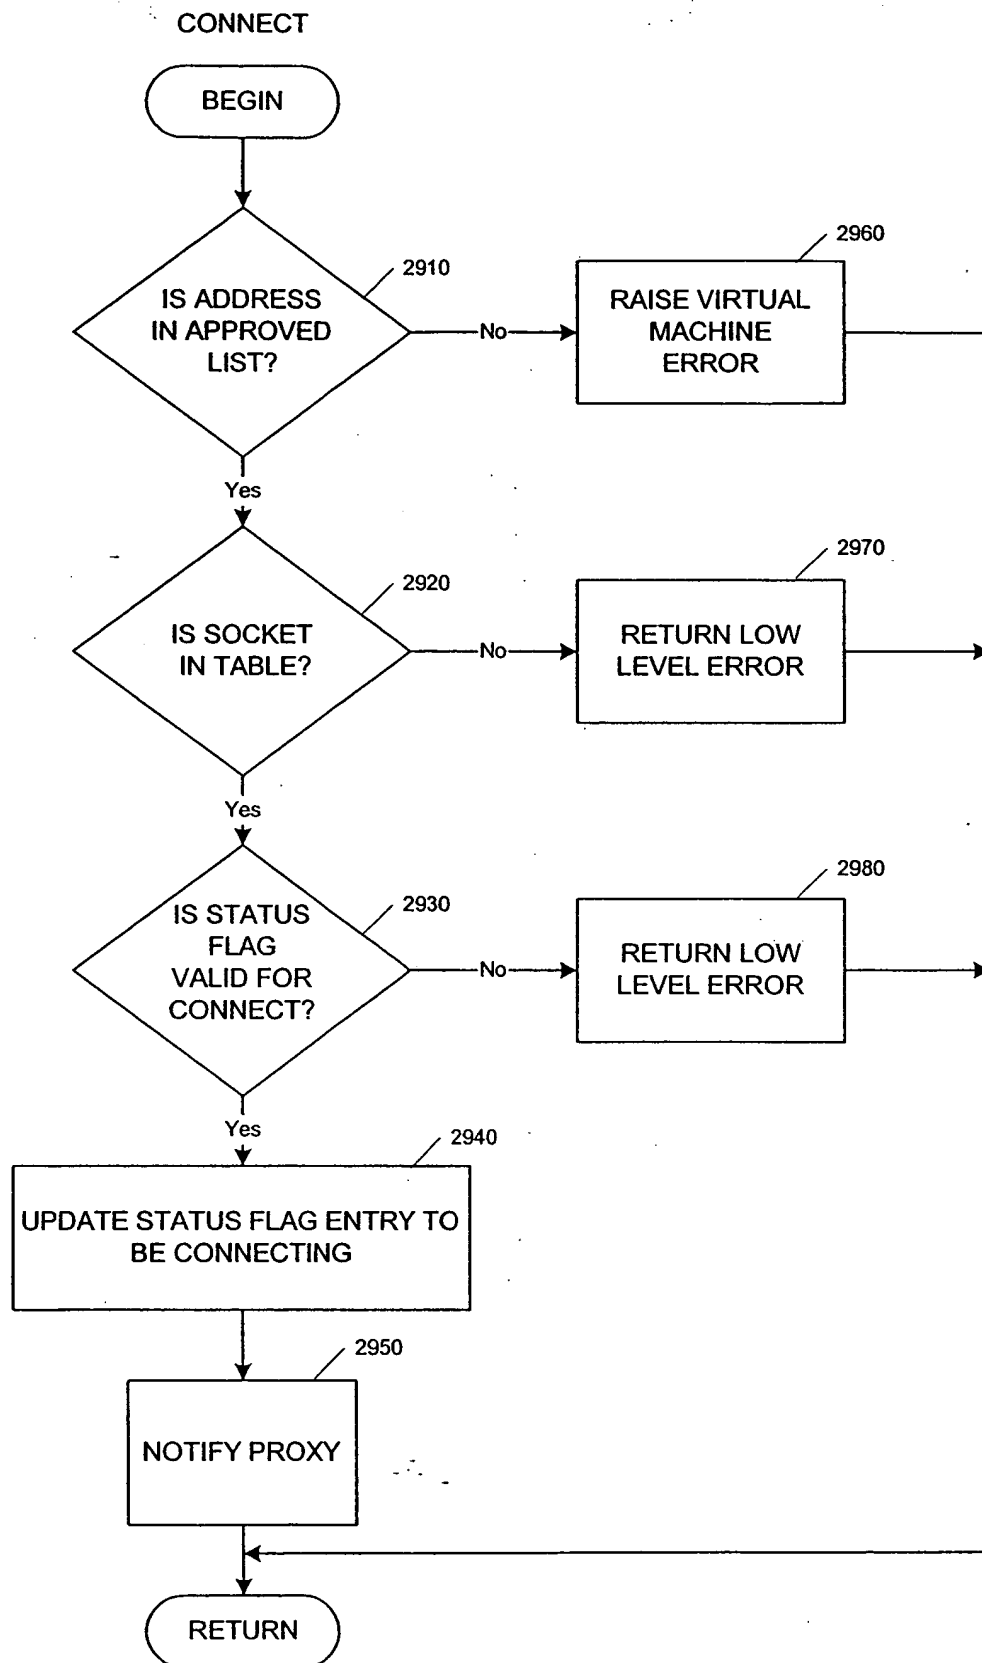 CONNECT
BEGIN
2910
IS ADDRESS
IN APPROVED
LIST?
No
2960
RAISE VIRTUAL
MACHINE
ERROR
Yes
2920
IS SOCKET
IN TABLE?
No
2970
RETURN LOW
LEVEL ERROR
Yes
2930
IS STATUS
FLAG
VALID FOR
CONNECT?
No
2980
RETURN LOW
LEVEL ERROR
Yes
2940
UPDATE STATUS FLAG ENTRY TO
BE CONNECTING
2950
NOTIFY PROXY
RETURN